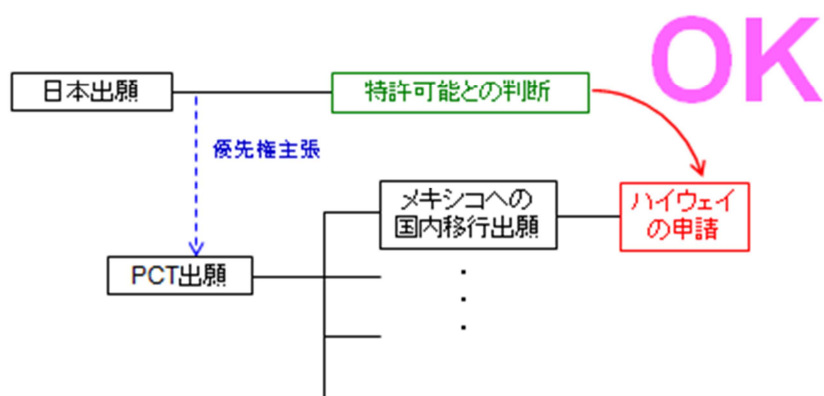 OK
日本出願
特許可能との判断
優先権主張
メキシコへの
国内移行出願
ハイウェイ
の申請
PCT出願